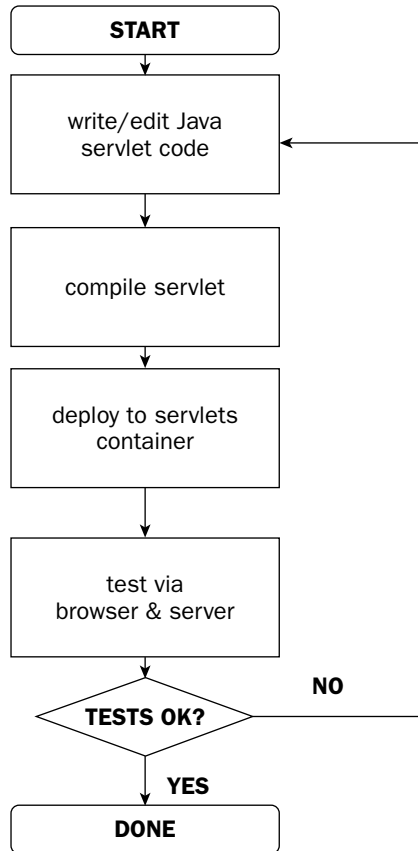 START
write/edit Java
servlet code
compile servlet
deploy to servlets
container
test via
browser & server
NO
TESTS OK?
YES
DONE